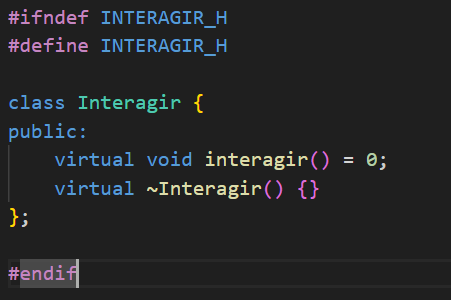 #ifndef INTERAGIR_H
#define INTERAGIR_H
class Interagir {
public:
    virtual void interagir() = 0;
    virtual ~Interagir() {}
};
#endif